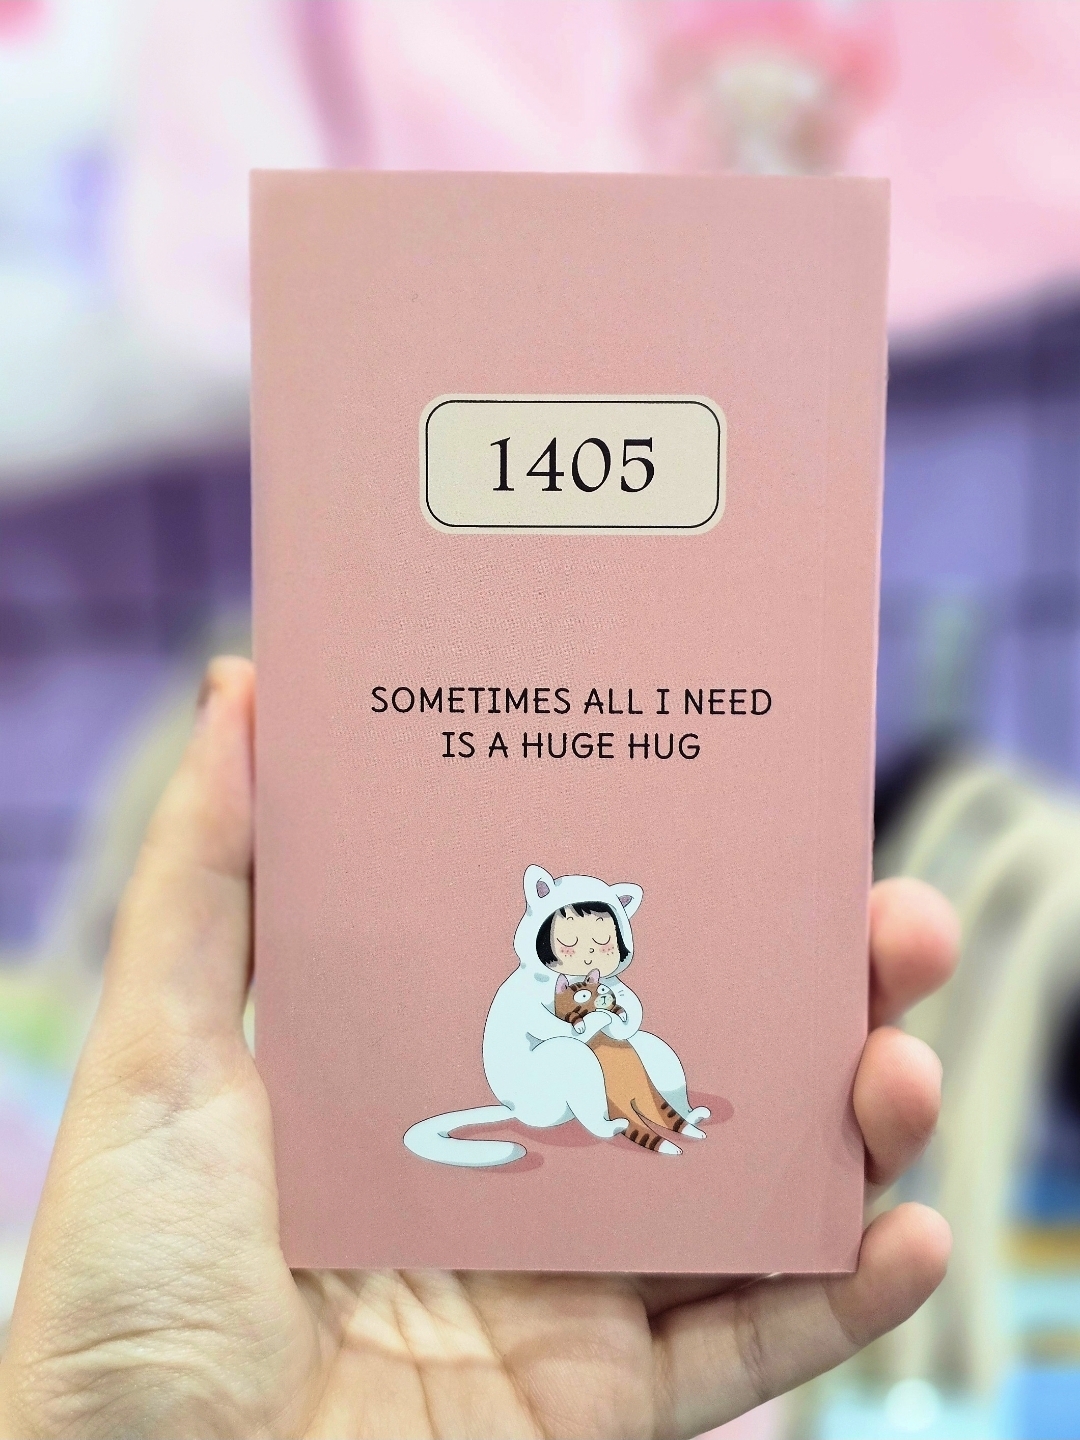 1405
SOMETIMES ALL I NEED
IS A HUGE HUG